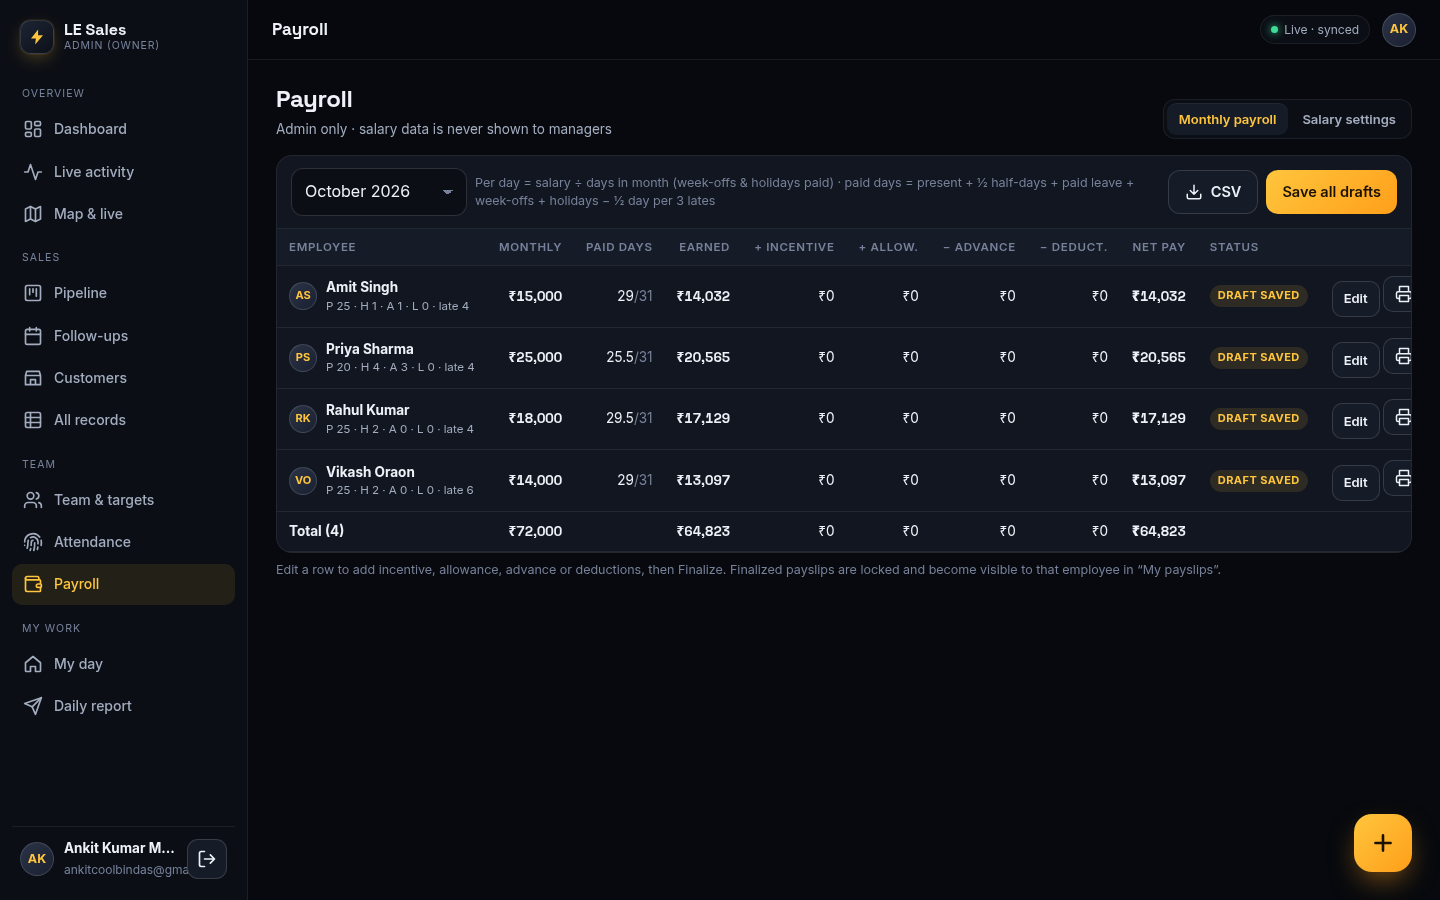 LE Sales
ADMIN (OWNER)
OVERVIEW
Dashboard
Live activity
Map & live
SALES
Pipeline
Follow-ups
Customers
All records
TEAM
Team & targets
Attendance
Payroll
MY WORK
My day
Daily report
AK
Ankit Kumar M...
ankitcoolbindas@gma
Payroll
Live · synced
AK
Payroll
Admin only · salary data is never shown to managers
Monthly payroll Salary settings
October 2026
Per day = salary ÷ days in month (week-offs & holidays paid) · paid days = present + ½ half-days + paid leave +
week-offs + holidays − ½ day per 3 lates
CSV
Save all drafts
EMPLOYEE MONTHLY PAID DAYS EARNED + INCENTIVE + ALLOW. − ADVANCE − DEDUCT. NET PAY STATUS
AS Amit Singh ₹15,000 29/31 ₹14,032 ₹0 ₹0 ₹0 ₹0 ₹14,032 DRAFT SAVED Edit
P 25 · H 1 · A 1 · L 0 · late 4
PS Priya Sharma ₹25,000 25.5/31 ₹20,565 ₹0 ₹0 ₹0 ₹0 ₹20,565 DRAFT SAVED Edit
P 20 · H 4 · A 3 · L 0 · late 4
RK Rahul Kumar ₹18,000 29.5/31 ₹17,129 ₹0 ₹0 ₹0 ₹0 ₹17,129 DRAFT SAVED Edit
P 25 · H 2 · A 0 · L 0 · late 4
VO Vikash Oraon ₹14,000 29/31 ₹13,097 ₹0 ₹0 ₹0 ₹0 ₹13,097 DRAFT SAVED Edit
P 25 · H 2 · A 0 · L 0 · late 6
Total (4) ₹72,000 ₹64,823 ₹0 ₹0 ₹0 ₹0 ₹64,823
Edit a row to add incentive, allowance, advance or deductions, then Finalize. Finalized payslips are locked and become visible to that employee in “My payslips”.